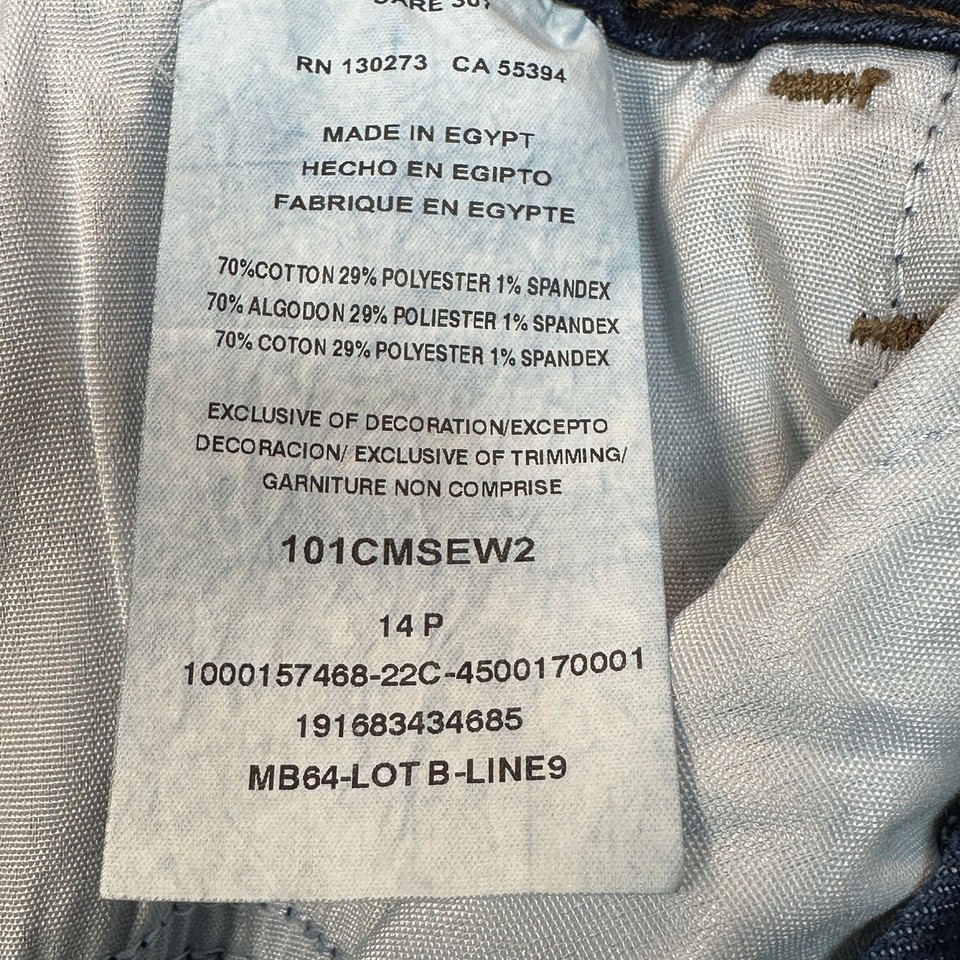 RN 130273 CA 55394
MADE IN EGYPT
HECHO EN EGIPTO
FABRIQUE EN EGYPTE
70%COTTON 29% POLYESTER 1% SPANDEX
70% ALGODON 29% POLIESTER 1% SPANDEX
70% COTON 29% POLYESTER 1% SPANDEX
EXCLUSIVE OF DECORATION/EXCEPTO
DECORACION/ EXCLUSIVE OF TRIMMING/
GARNITURE NON COMPRISE
101CMSEW2
14 P
1000157468-22C-4500170001
191683434685
MB64-LOT B-LINE9